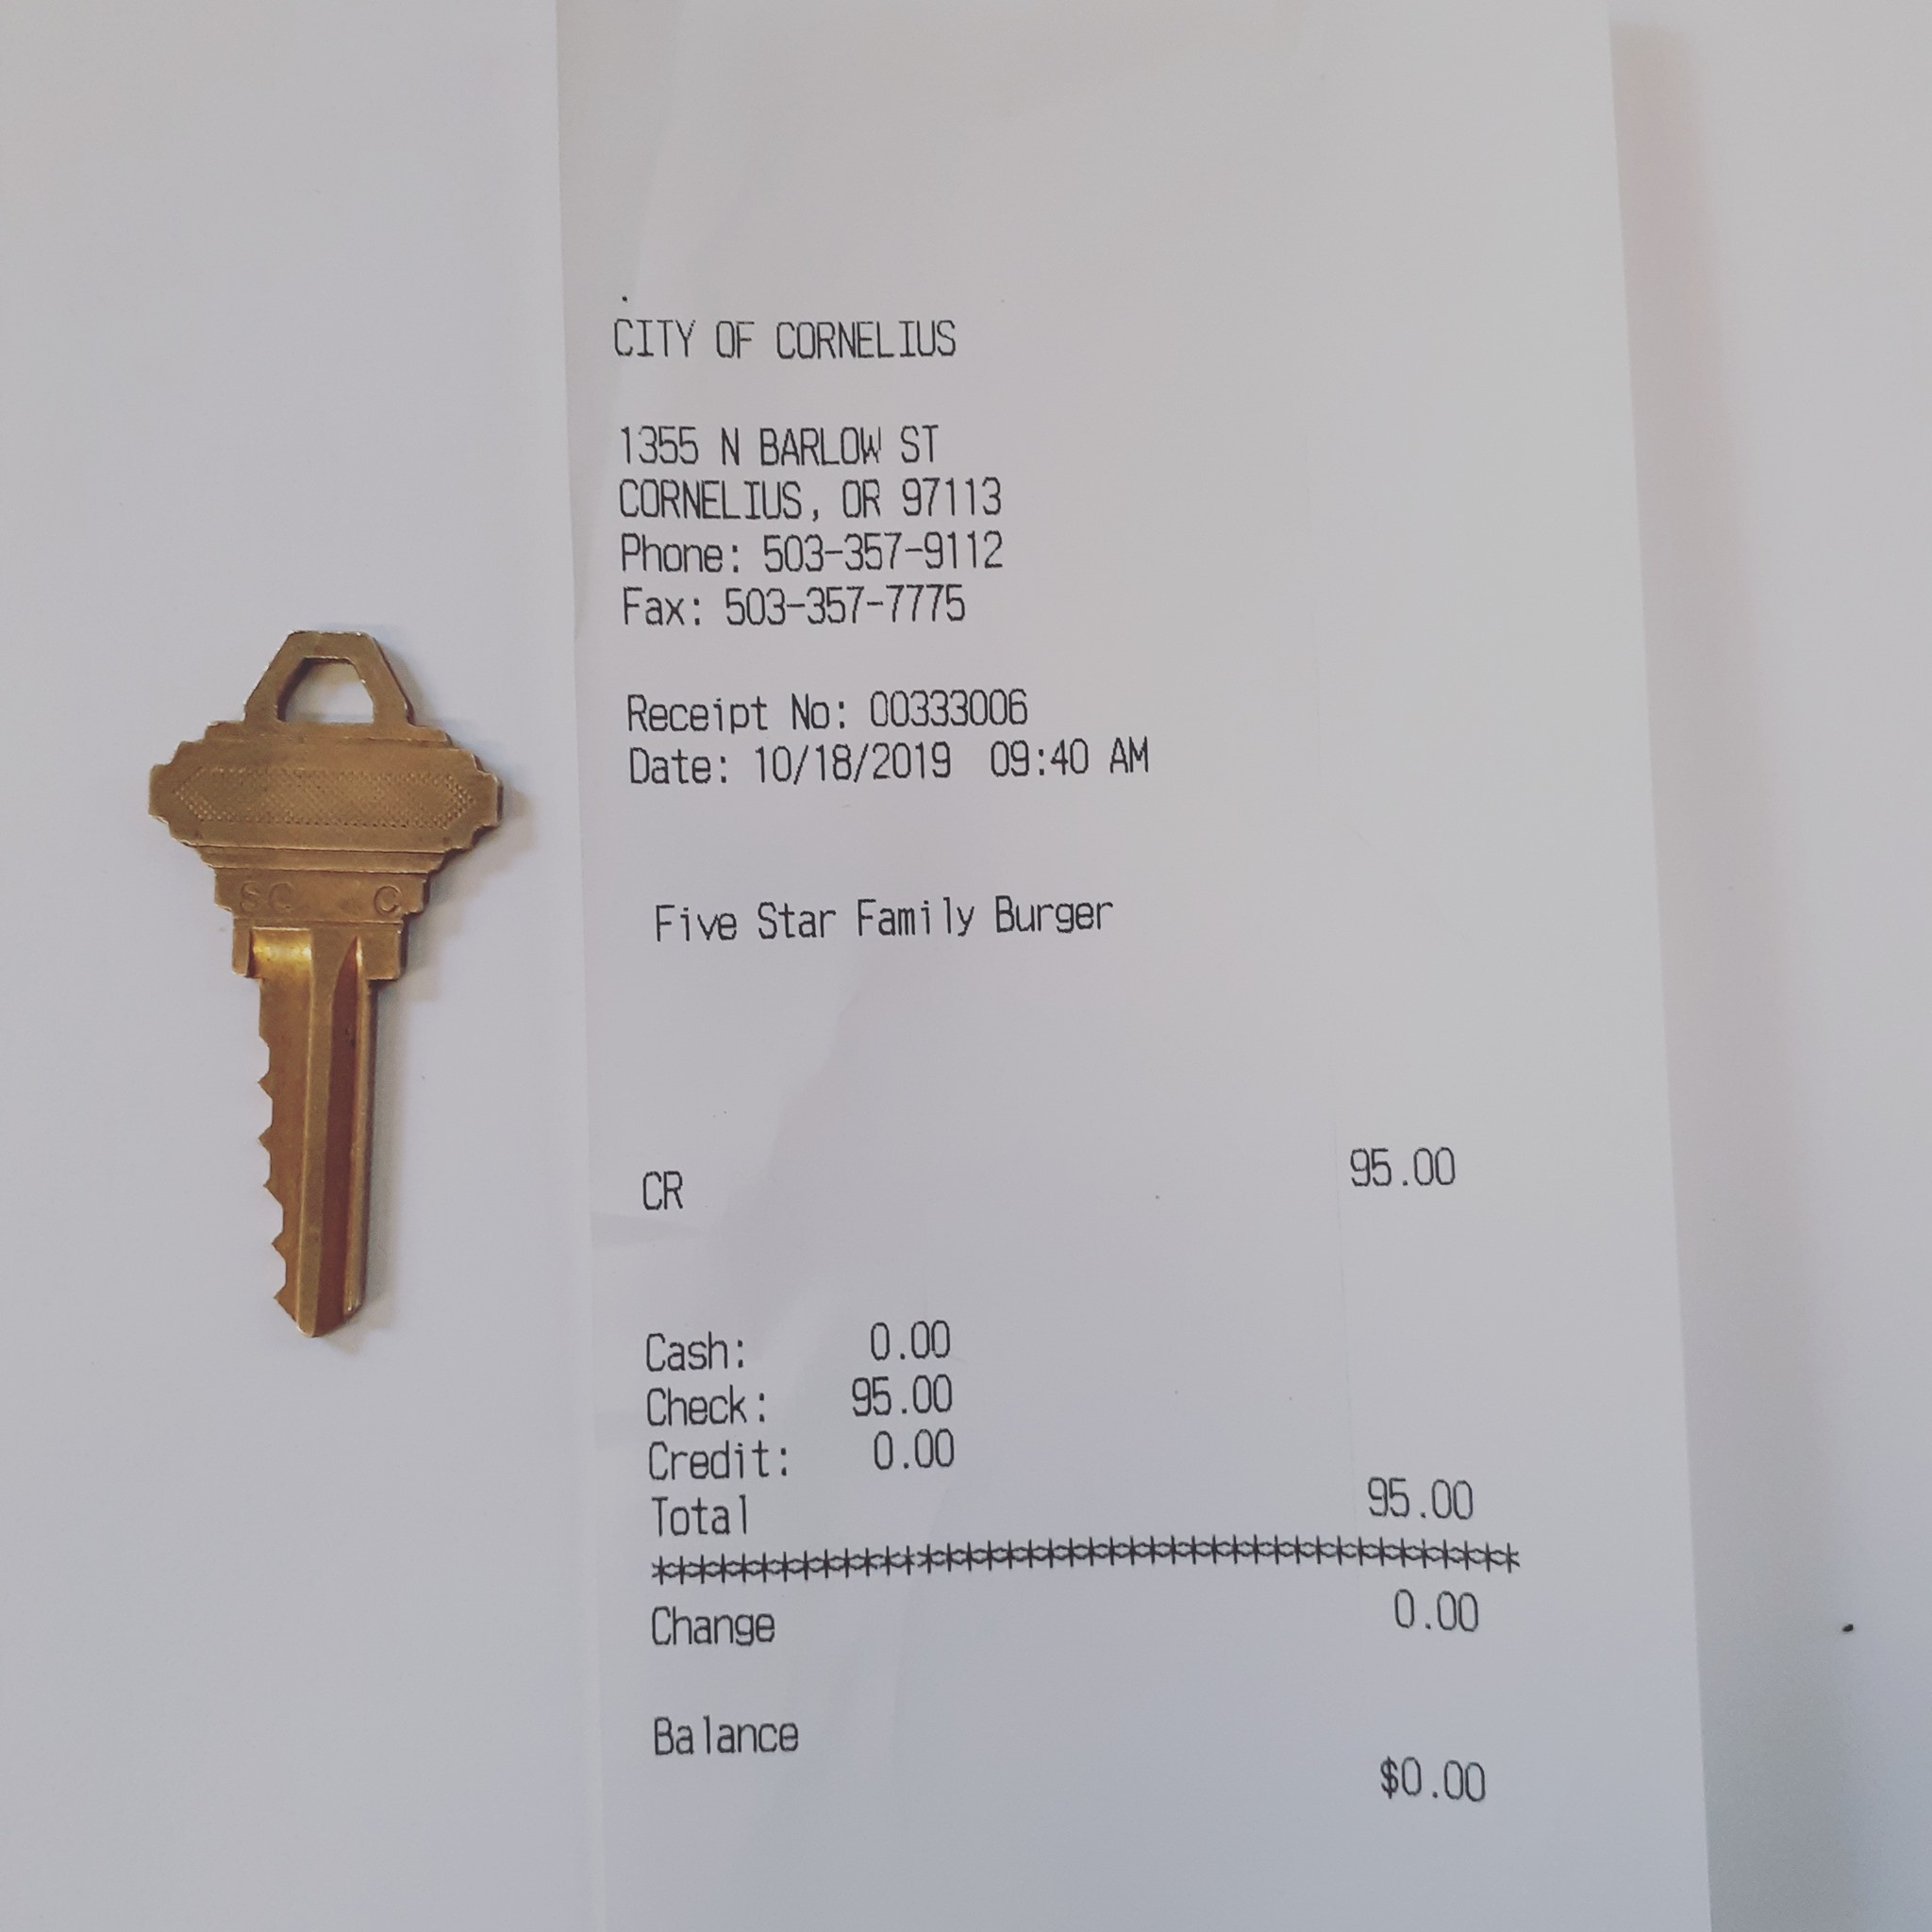 CITY OF CORNELIUS
1355 N BARLOW ST
CORNELIUS, OR 97113
Phone: 503-357-9112
Fax: 503-357-7775
Receipt No: 00333006
Date: 10/18/2019 09:40 AM
Five Star Family Burger
CR 95.00
Cash: 0.00
Check: 95.00
Credit: 0.00
Total 95.00
*******************************************
Change 0.00
Balance
$0.00
SC C